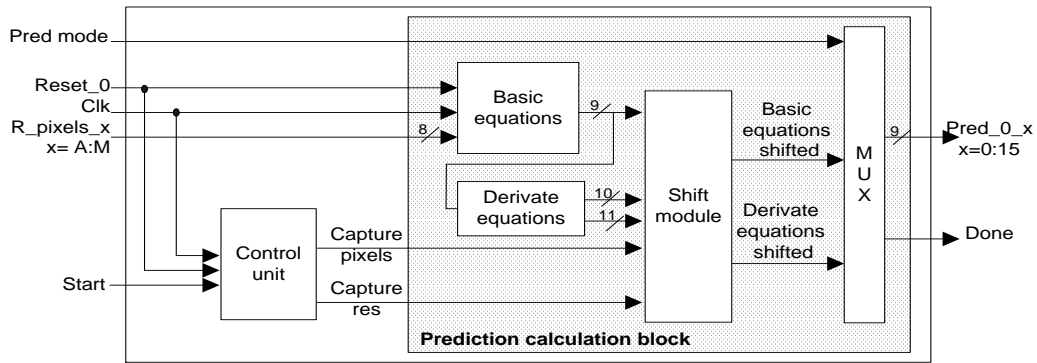 Pred mode
Reset_0
Clk
R_pixels_x
x= A:M
Start
8
Basic
equations
9
Derivate
equations
10
11
Control
unit
Capture
pixels
Capture
res
Shift
module
Basic
equations
shifted
Derivate
equations
shifted
M
U
X
9
Pred_0_x
x=0:15
Done
Prediction calculation block